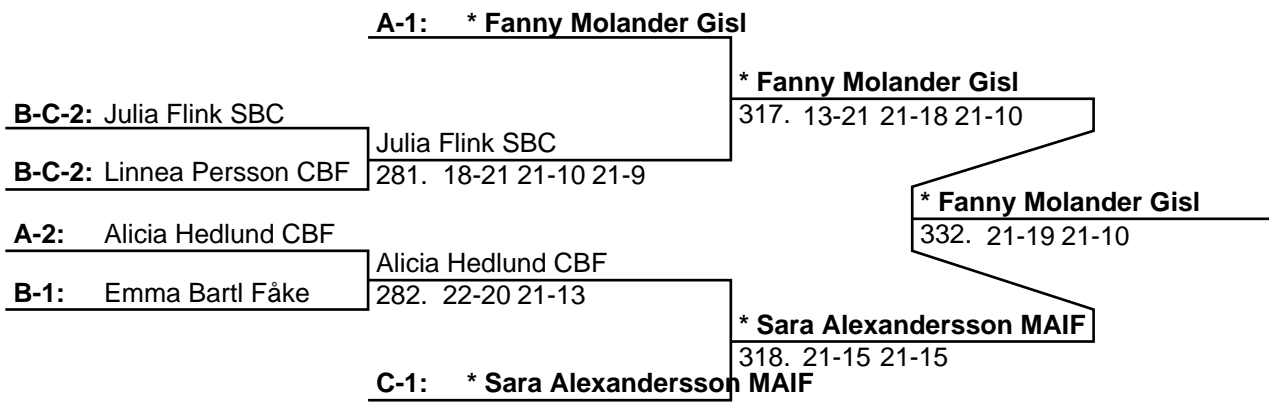 A-1: * Fanny Molander Gisl
* Fanny Molander Gisl
B-C-2: Julia Flink SBC
317. 13-21 21-18 21-10
Julia Flink SBC
B-C-2: Linnea Persson CBF
281. 18-21 21-10 21-9
* Fanny Molander Gisl
A-2: Alicia Hedlund CBF
332. 21-19 21-10
Alicia Hedlund CBF
B-1: Emma Bartl Fåke
282. 22-20 21-13
* Sara Alexandersson MAIF
318. 21-15 21-15
C-1: * Sara Alexandersson MAIF